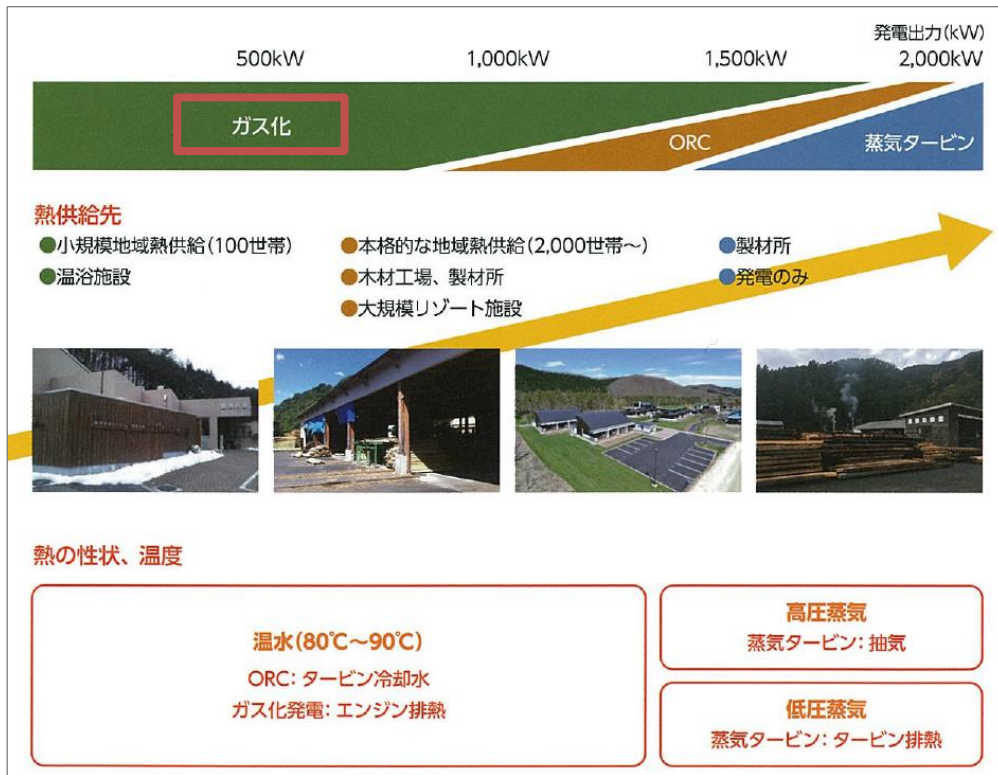 発電出力(kW)
500kW 1,000kW 1,500kW 2,000kW
ガス化
ORC
蒸気タービン
熱供給先
●小規模地域熱供給(100世帯)
●温浴施設
●本格的な地域熱供給(2,000世帯～)
●木材工場、製材所
●大規模リゾート施設
●製材所
●発電のみ
熱の性状、温度
温水(80℃～90℃)
ORC: タービン冷却水
ガス化発電: エンジン排熱
高圧蒸気
蒸気タービン: 抽気
低圧蒸気
蒸気タービン: タービン排熱